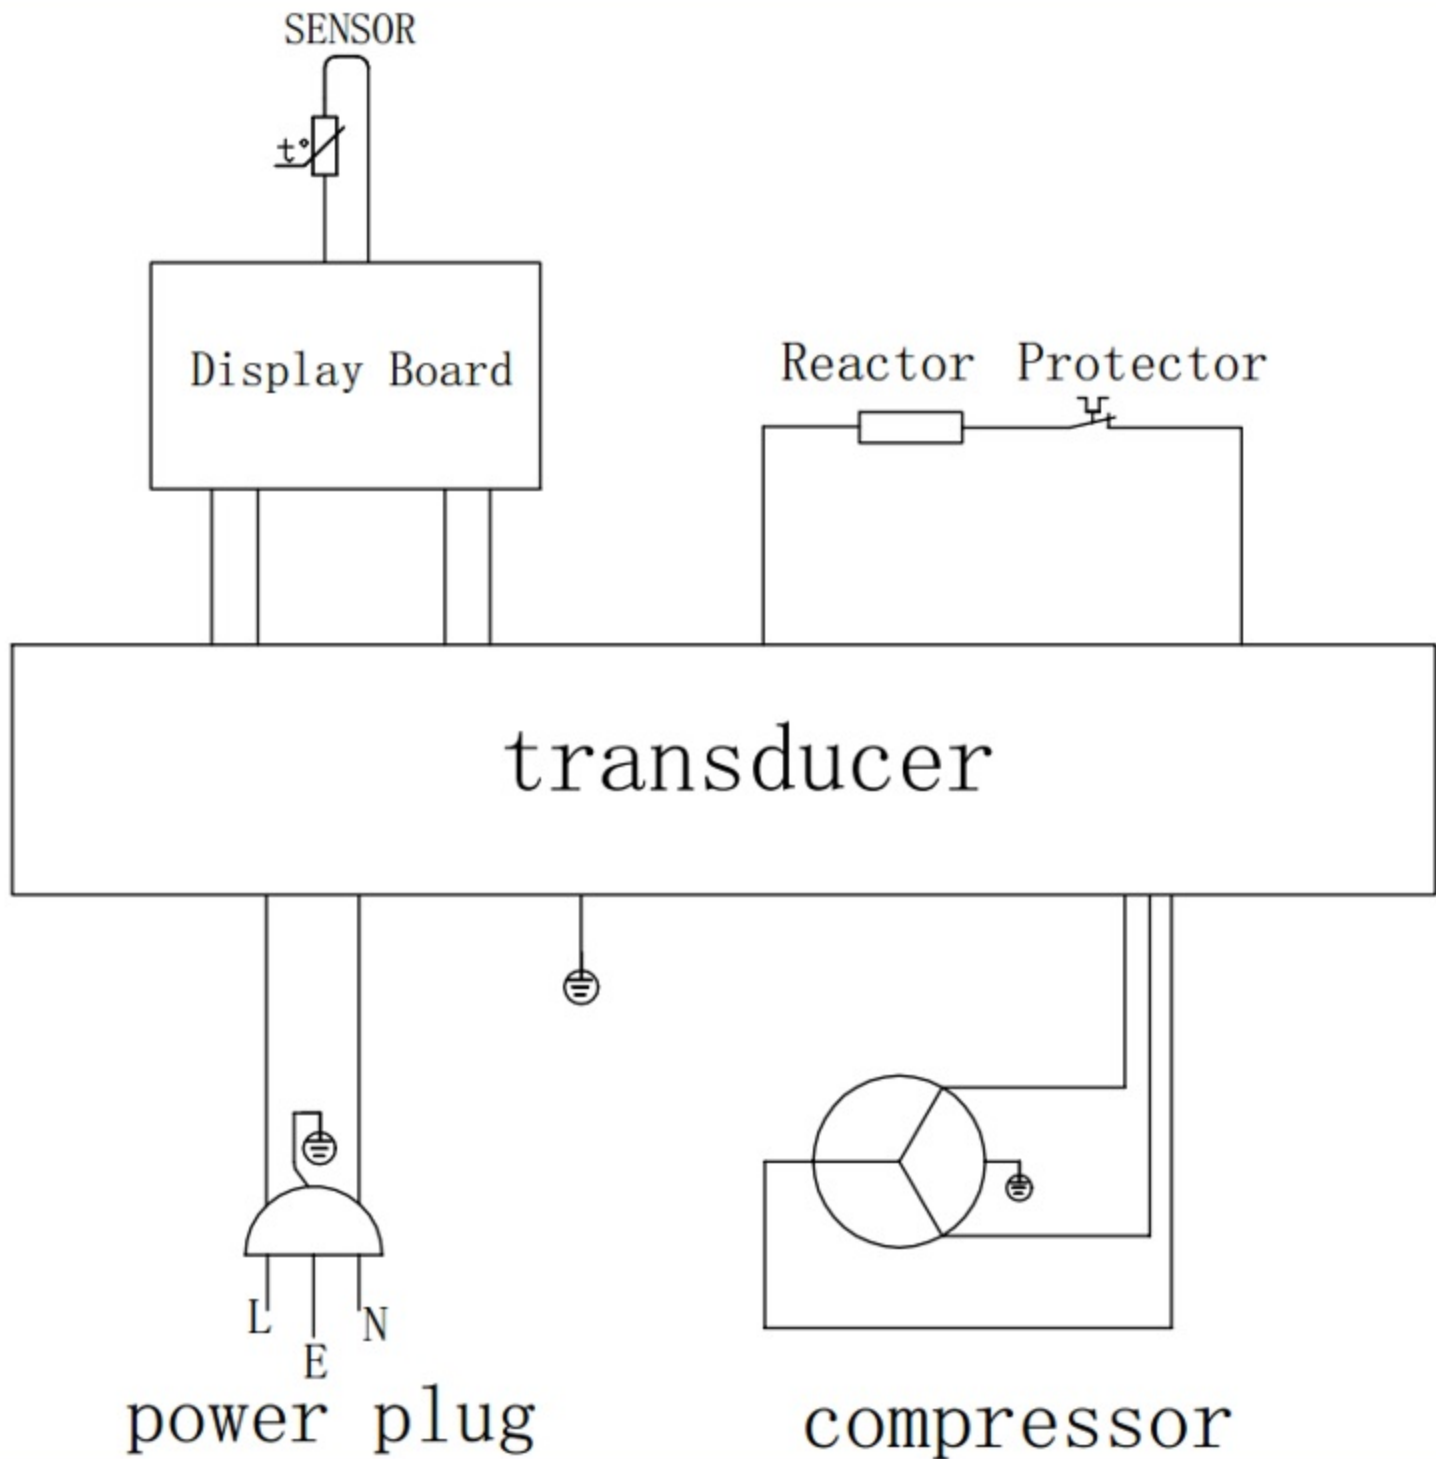 SENSOR
t°
Display Board
Reactor Protector
transducer
L
N
E
power plug
compressor